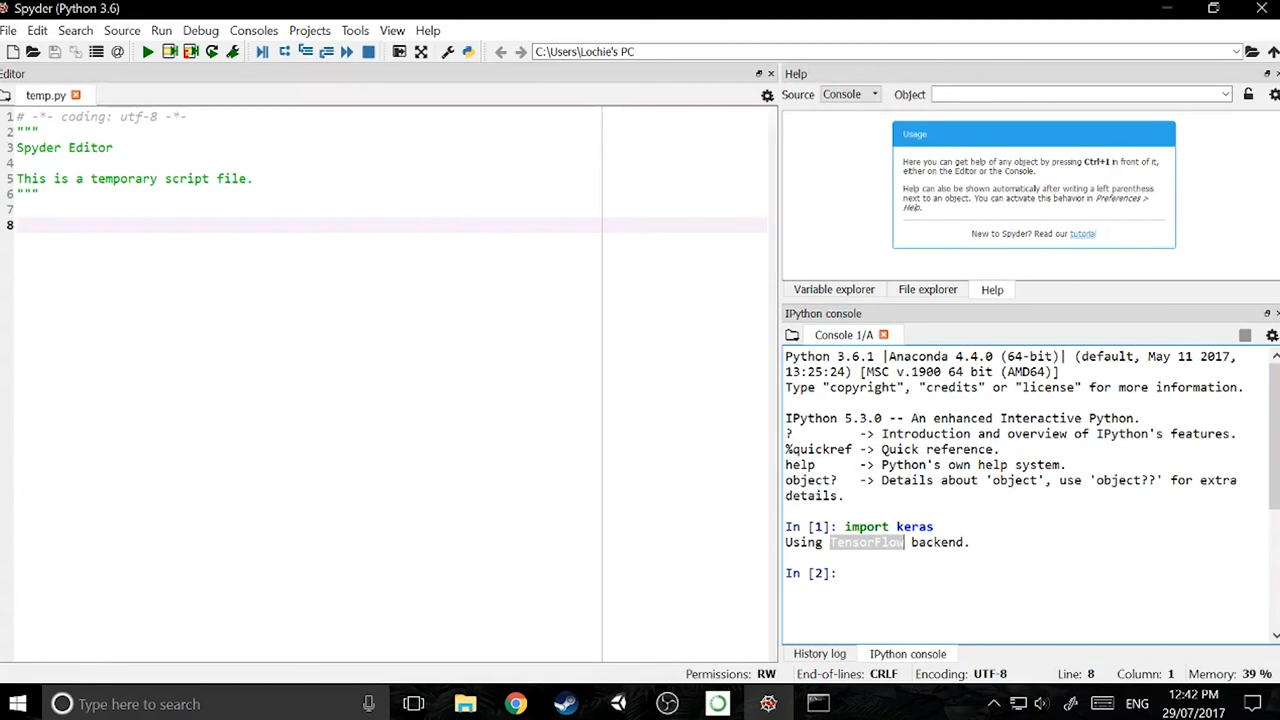 Spyder (Python 3.6)
File Edit Search Source Run Debug Consoles Projects Tools View Help
C:\Users\Lochie's PC
Editor
temp.py
1 # -*- coding: utf-8 -*-
2 """
3 Spyder Editor
4
5 This is a temporary script file.
6 """
7
8
Help
Source Console Object
Usage
Here you can get help of any object by pressing Ctrl+I in front of it,
either on the Editor or the Console.
Help can also be shown automatically after writing a left parenthesis
next to an object. You can activate this behavior in Preferences >
Help.
New to Spyder? Read our tutorial
Variable explorer File explorer Help
IPython console
Console 1/A
Python 3.6.1 |Anaconda 4.4.0 (64-bit)| (default, May 11 2017,
13:25:24) [MSC v.1900 64 bit (AMD64)]
Type "copyright", "credits" or "license" for more information.
IPython 5.3.0 -- An enhanced Interactive Python.
? -> Introduction and overview of IPython's features.
%quickref -> Quick reference.
help -> Python's own help system.
object? -> Details about 'object', use 'object??' for extra
details.
In [1]: import keras
Using TensorFlow backend.
In [2]:
History log IPython console
Permissions: RW End-of-lines: CRLF Encoding: UTF-8 Line: 8 Column: 1 Memory: 39 %
Type here to search
ENG
12:42 PM
29/07/2017